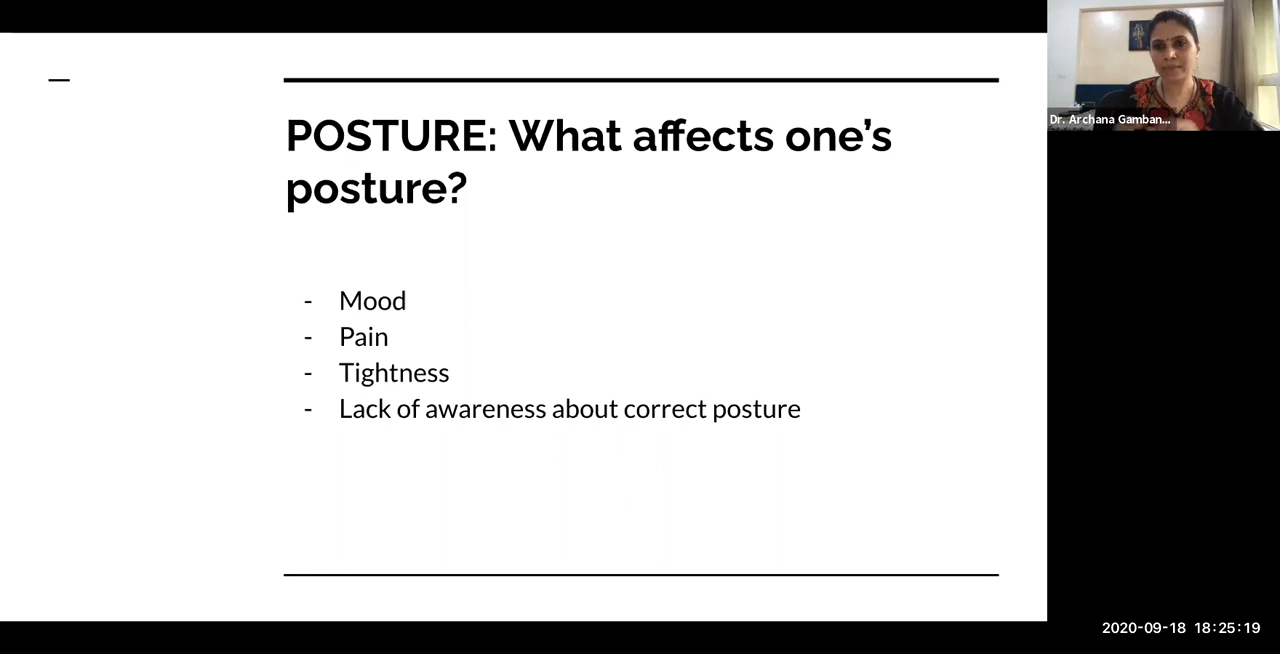 POSTURE: What affects one’s
posture?
- Mood
- Pain
- Tightness
- Lack of awareness about correct posture
Dr. Archana Gamban...
2020-09-18 18:25:19